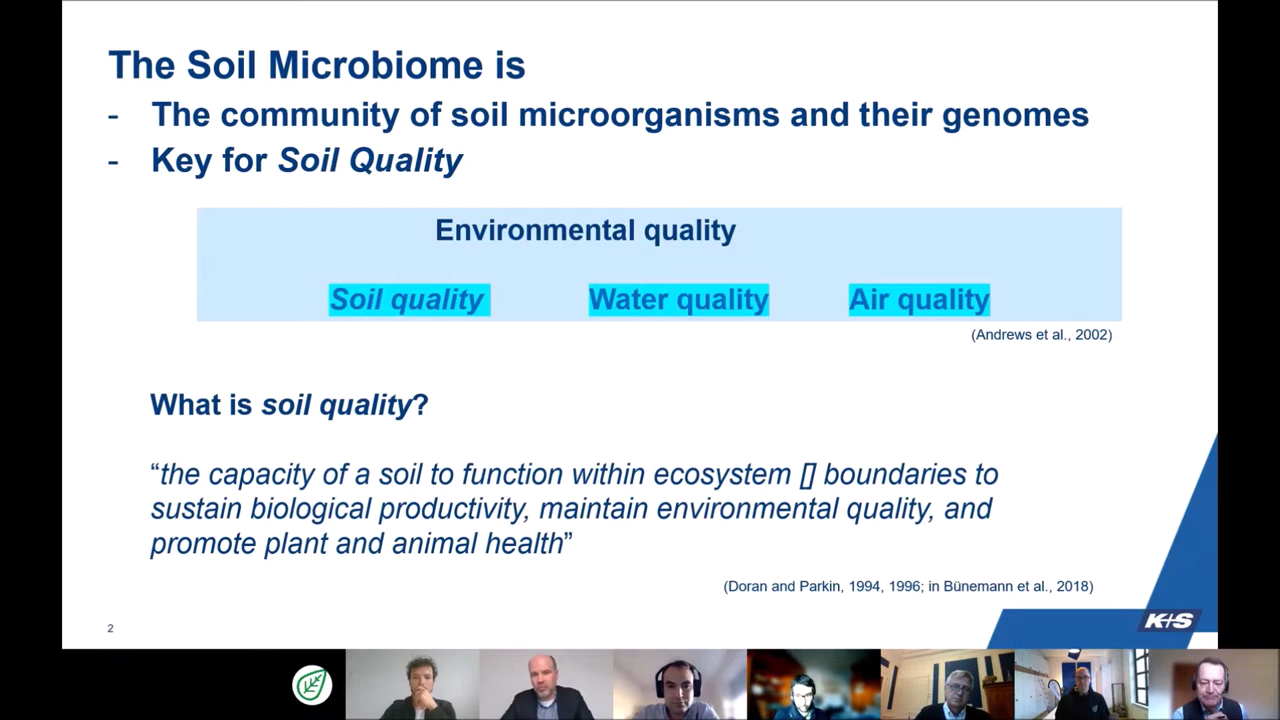 The Soil Microbiome is
- The community of soil microorganisms and their genomes
- Key for Soil Quality
Environmental quality
Soil quality Water quality Air quality
(Andrews et al., 2002)
What is soil quality?
“the capacity of a soil to function within ecosystem [] boundaries to
sustain biological productivity, maintain environmental quality, and
promote plant and animal health”
(Doran and Parkin, 1994, 1996; in Bünemann et al., 2018)
2
K+S